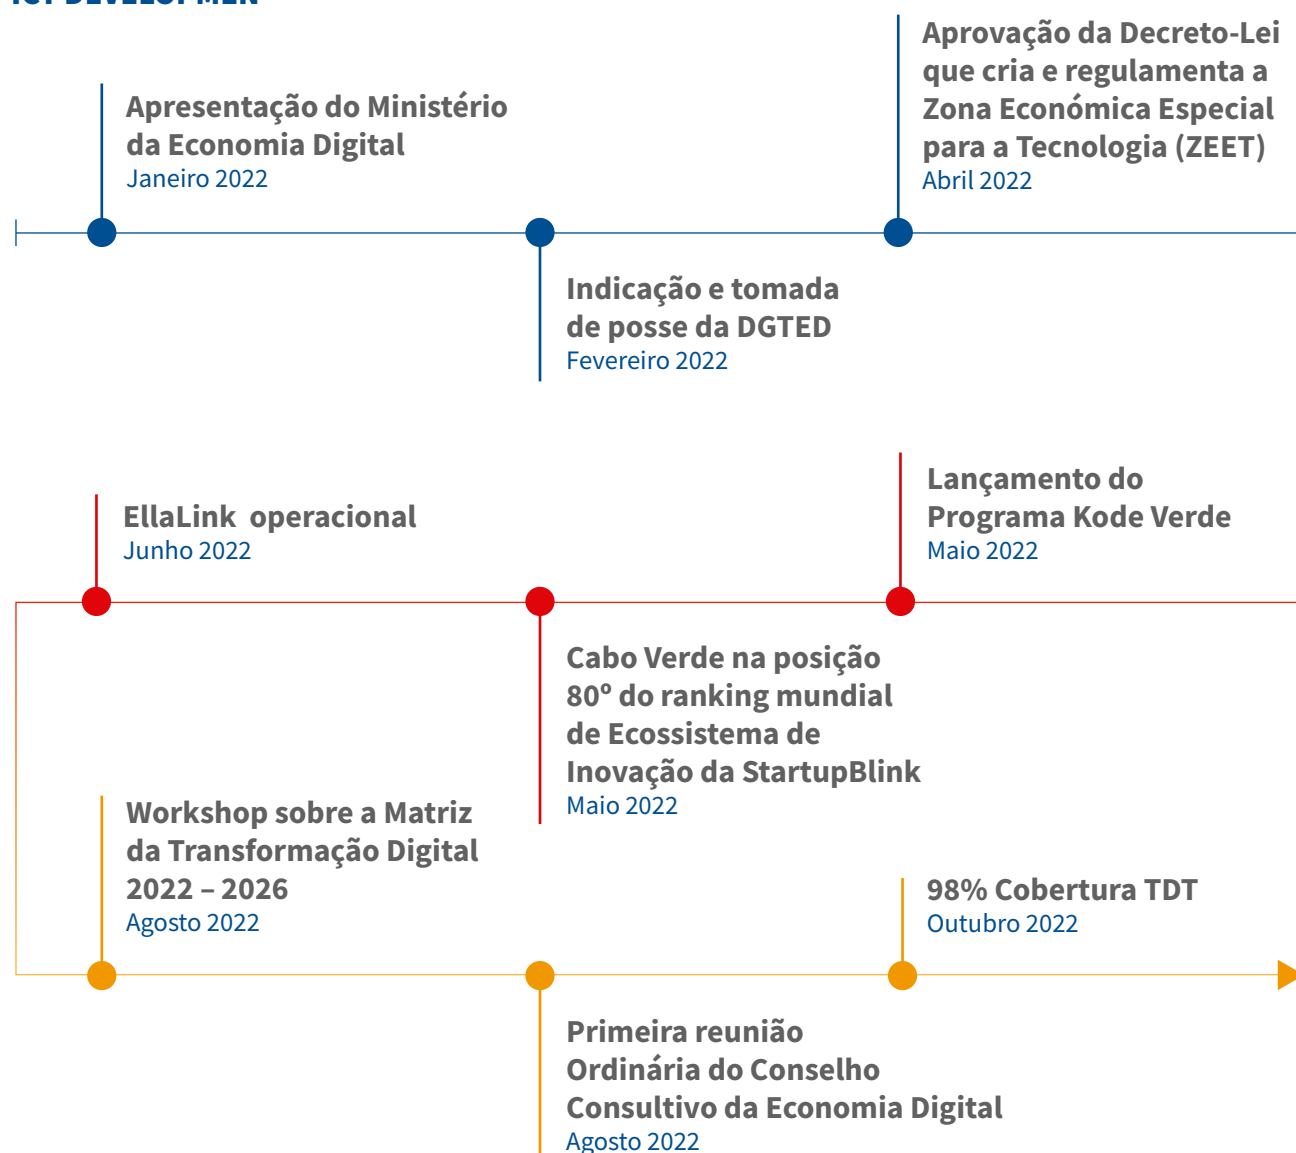 ICT DEVELOPMEN
Apresentação do Ministério
da Economia Digital
Janeiro 2022
Indicação e tomada
de posse da DGTED
Fevereiro 2022
Aprovação da Decreto-Lei
que cria e regulamenta a
Zona Económica Especial
para a Tecnologia (ZEET)
Abril 2022
Lançamento do
Programa Kode Verde
Maio 2022
Cabo Verde na posição
80º do ranking mundial
de Ecossistema de
Inovação da StartupBlink
Maio 2022
EllaLink  operacional
Junho 2022
Workshop sobre a Matriz
da Transformação Digital
2022 – 2026
Agosto 2022
Primeira reunião
Ordinária do Conselho
Consultivo da Economia Digital
Agosto 2022
98% Cobertura TDT
Outubro 2022